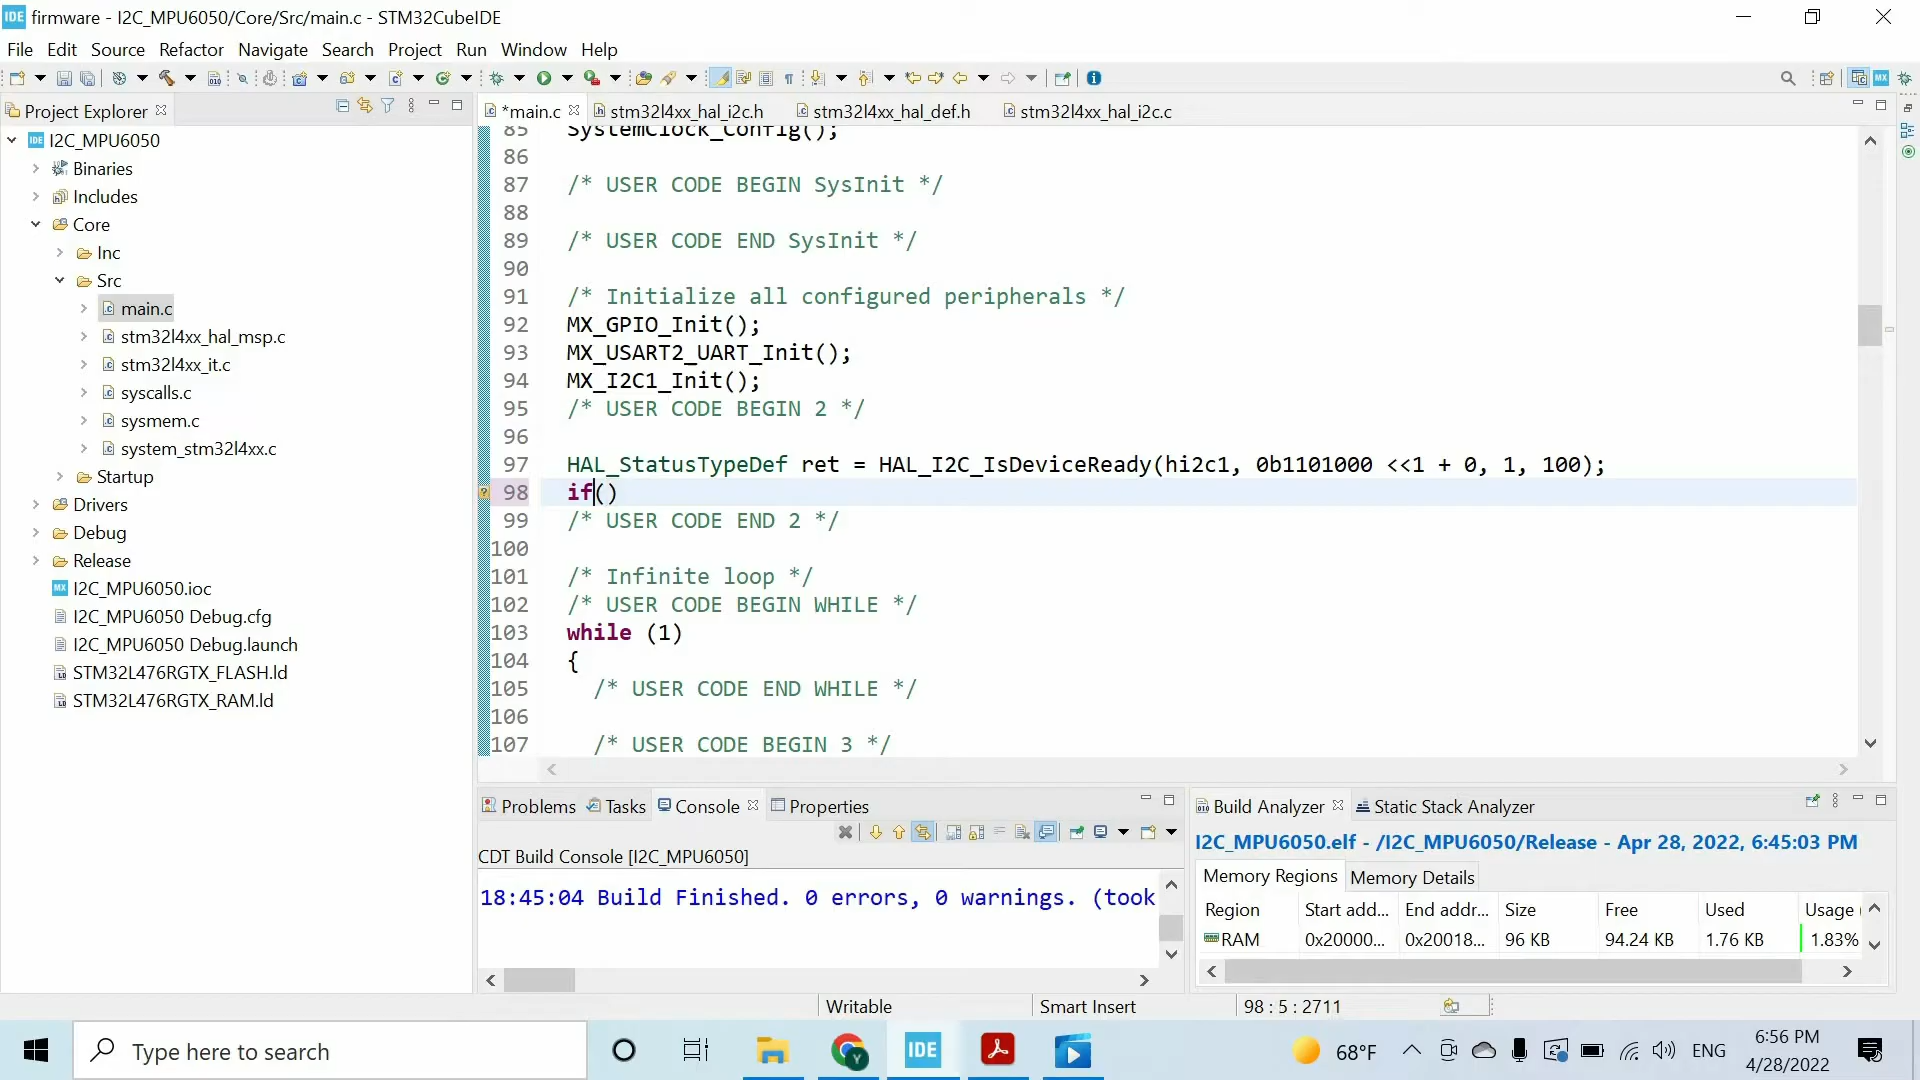 firmware - I2C_MPU6050/Core/Src/main.c - STM32CubeIDE
File Edit Source Refactor Navigate Search Project Run Window Help
Project Explorer
I2C_MPU6050
Binaries
Includes
Core
Inc
Src
main.c
stm32l4xx_hal_msp.c
stm32l4xx_it.c
syscalls.c
sysmem.c
system_stm32l4xx.c
Startup
Drivers
Debug
Release
I2C_MPU6050.ioc
I2C_MPU6050 Debug.cfg
I2C_MPU6050 Debug.launch
STM32L476RGTX_FLASH.ld
STM32L476RGTX_RAM.ld
*main.c stm32l4xx_hal_i2c.h stm32l4xx_hal_def.h stm32l4xx_hal_i2c.c
85 SystemClock_Config();
86
87 /* USER CODE BEGIN SysInit */
88
89 /* USER CODE END SysInit */
90
91 /* Initialize all configured peripherals */
92 MX_GPIO_Init();
93 MX_USART2_UART_Init();
94 MX_I2C1_Init();
95 /* USER CODE BEGIN 2 */
96
97 HAL_StatusTypeDef ret = HAL_I2C_IsDeviceReady(hi2c1, 0b1101000 <<1 + 0, 1, 100);
98 if()
99 /* USER CODE END 2 */
100
101 /* Infinite loop */
102 /* USER CODE BEGIN WHILE */
103 while (1)
104 {
105 /* USER CODE END WHILE */
106
107 /* USER CODE BEGIN 3 */
Problems Tasks Console Properties
CDT Build Console [I2C_MPU6050]
18:45:04 Build Finished. 0 errors, 0 warnings. (took
Build Analyzer Static Stack Analyzer
I2C_MPU6050.elf - /I2C_MPU6050/Release - Apr 28, 2022, 6:45:03 PM
Memory Regions Memory Details
Region Start add... End addr... Size Free Used Usage (
RAM 0x20000... 0x20018... 96 KB 94.24 KB 1.76 KB 1.83%
Writable Smart Insert 98 : 5 : 2711
Type here to search
IDE
68°F
ENG
6:56 PM
4/28/2022